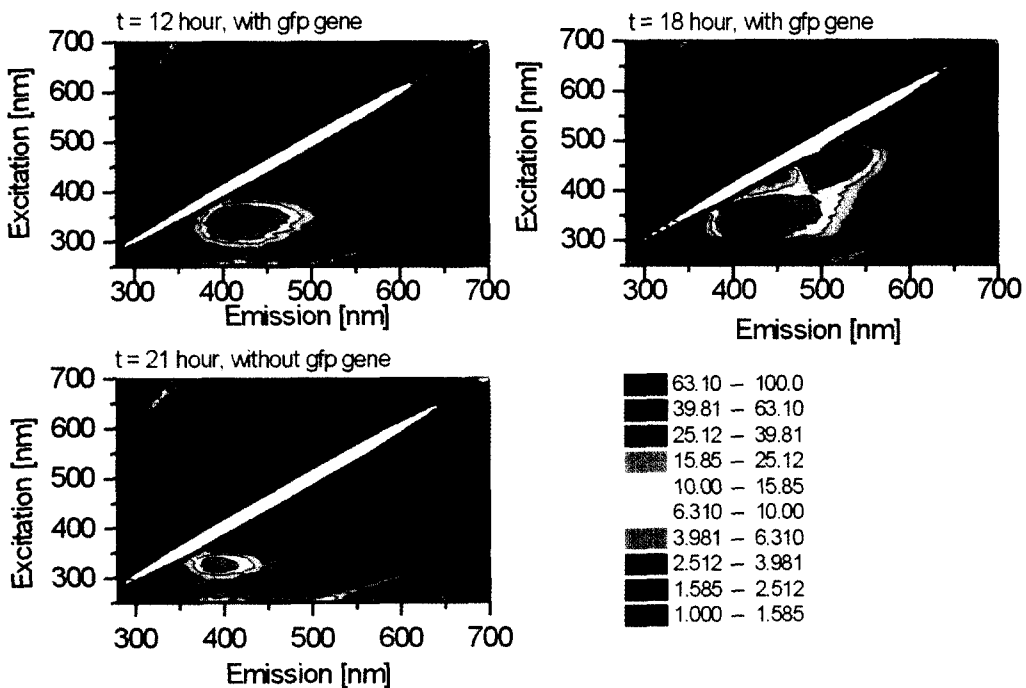 t = 12 hour, with gfp gene
700
600
500
400
300
Excitation [nm]
300 400 500 600 700
Emission [nm]
t = 18 hour, with gfp gene
700
600
500
400
300
Excitation [nm]
300 400 500 600 700
Emission [nm]
t = 21 hour, without gfp gene
700
600
500
400
300
Excitation [nm]
300 400 500 600 700
Emission [nm]
63.10 – 100.0
39.81 – 63.10
25.12 – 39.81
15.85 – 25.12
10.00 – 15.85
6.310 – 10.00
3.981 – 6.310
2.512 – 3.981
1.585 – 2.512
1.000 – 1.585